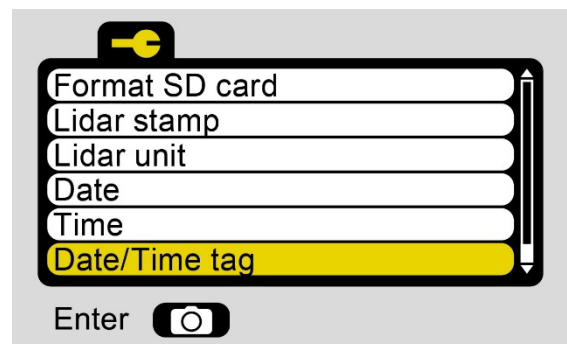 Format SD card
Lidar stamp
Lidar unit
Date
Time
Date/Time tag
Enter